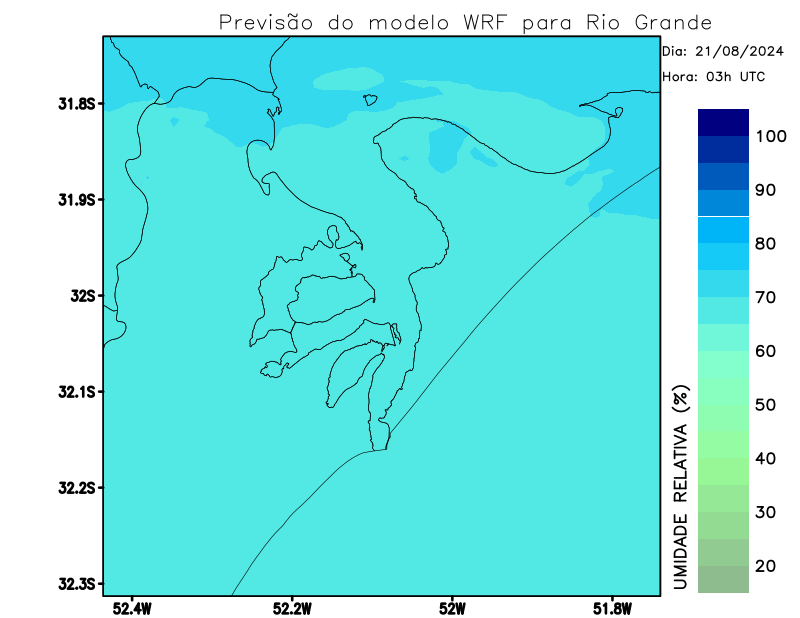 Previsão do modelo WRF para Rio Grande
Dia: 21/08/2024
Hora: 03h UTC
31.8S
31.9S
32S
32.1S
32.2S
32.3S
52.4W
52.2W
52W
51.8W
100
90
80
70
60
50
40
30
20
UMIDADE RELATIVA (%)